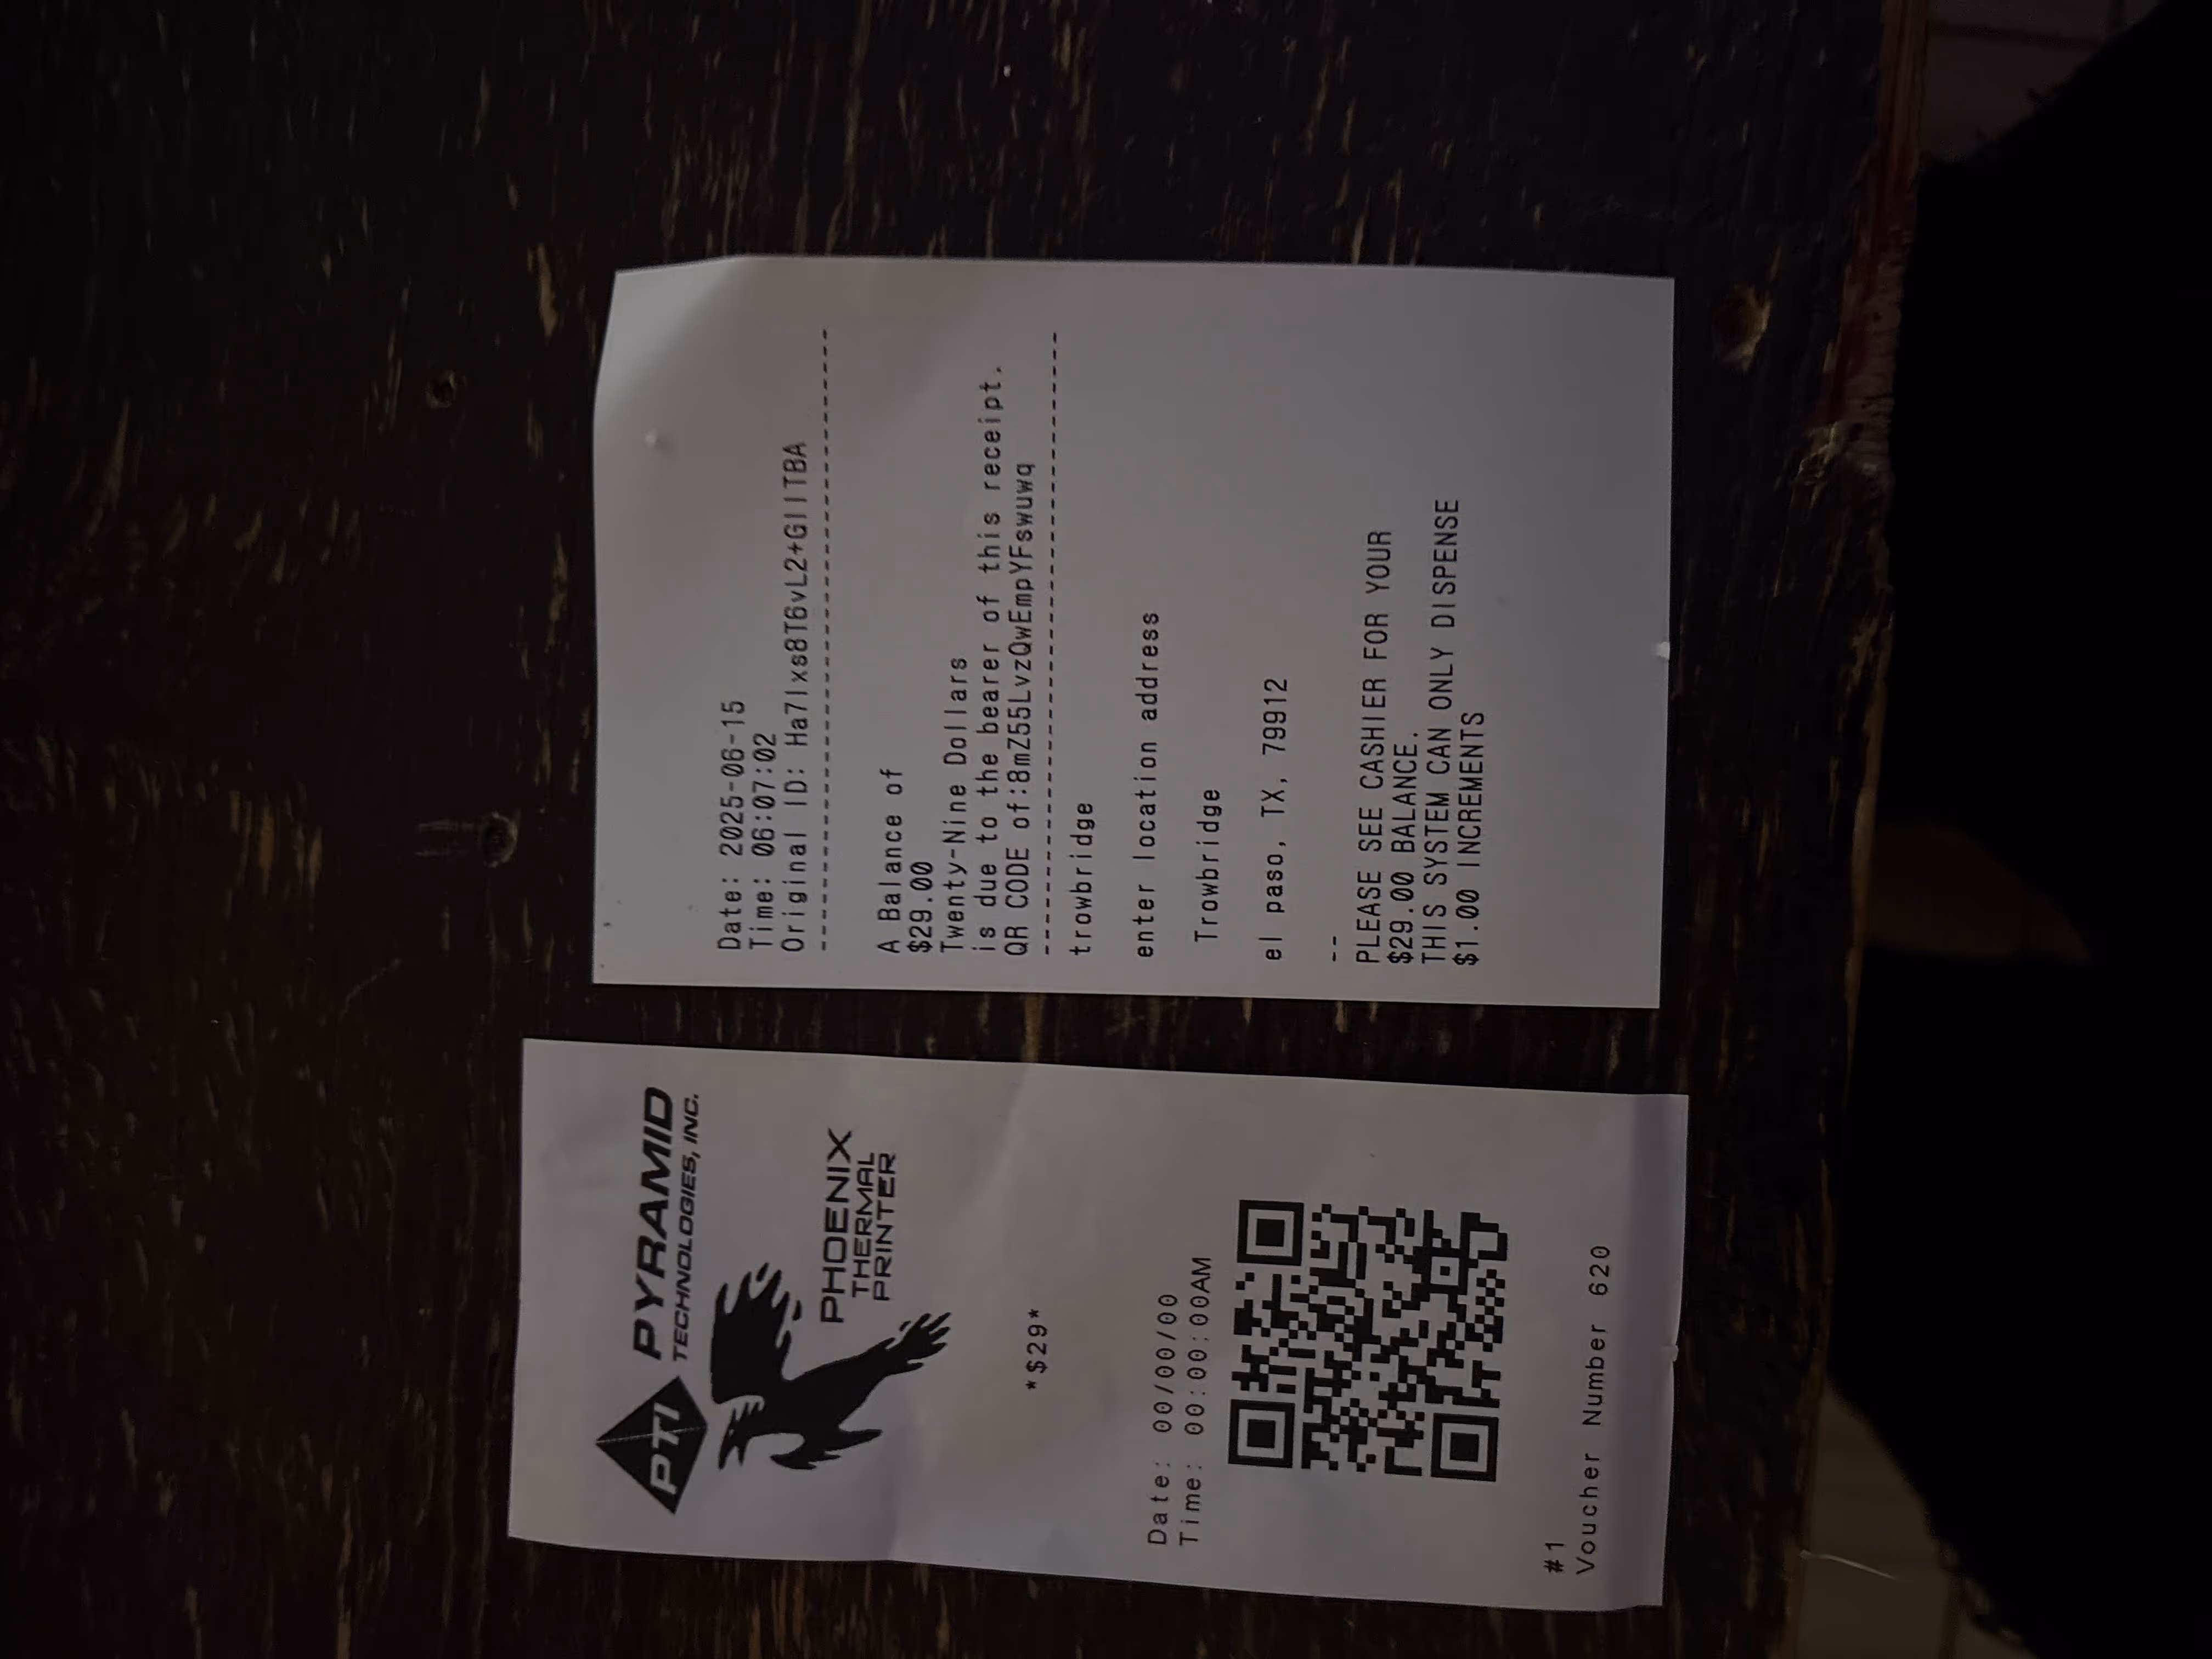 PTI
PYRAMID
TECHNOLOGIES, INC.
PHOENIX
THERMAL
PRINTER
*$29*
Date: 00/00/00
Time: 00:00:00AM
#1
Voucher Number 620
Date: 2025-06-15
Time: 06:07:02
Original ID: Ha7Ixs8T6vL2+GIITBA
--------------------------------------------
A Balance of
$29.00
Twenty-Nine Dollars
is due to the bearer of this receipt.
QR CODE of:8mZ55LvzQwEmpYFswuwq
--------------------------------------------
trowbridge
enter location address
Trowbridge
el paso, TX, 79912
--
PLEASE SEE CASHIER FOR YOUR
$29.00 BALANCE.
THIS SYSTEM CAN ONLY DISPENSE
$1.00 INCREMENTS